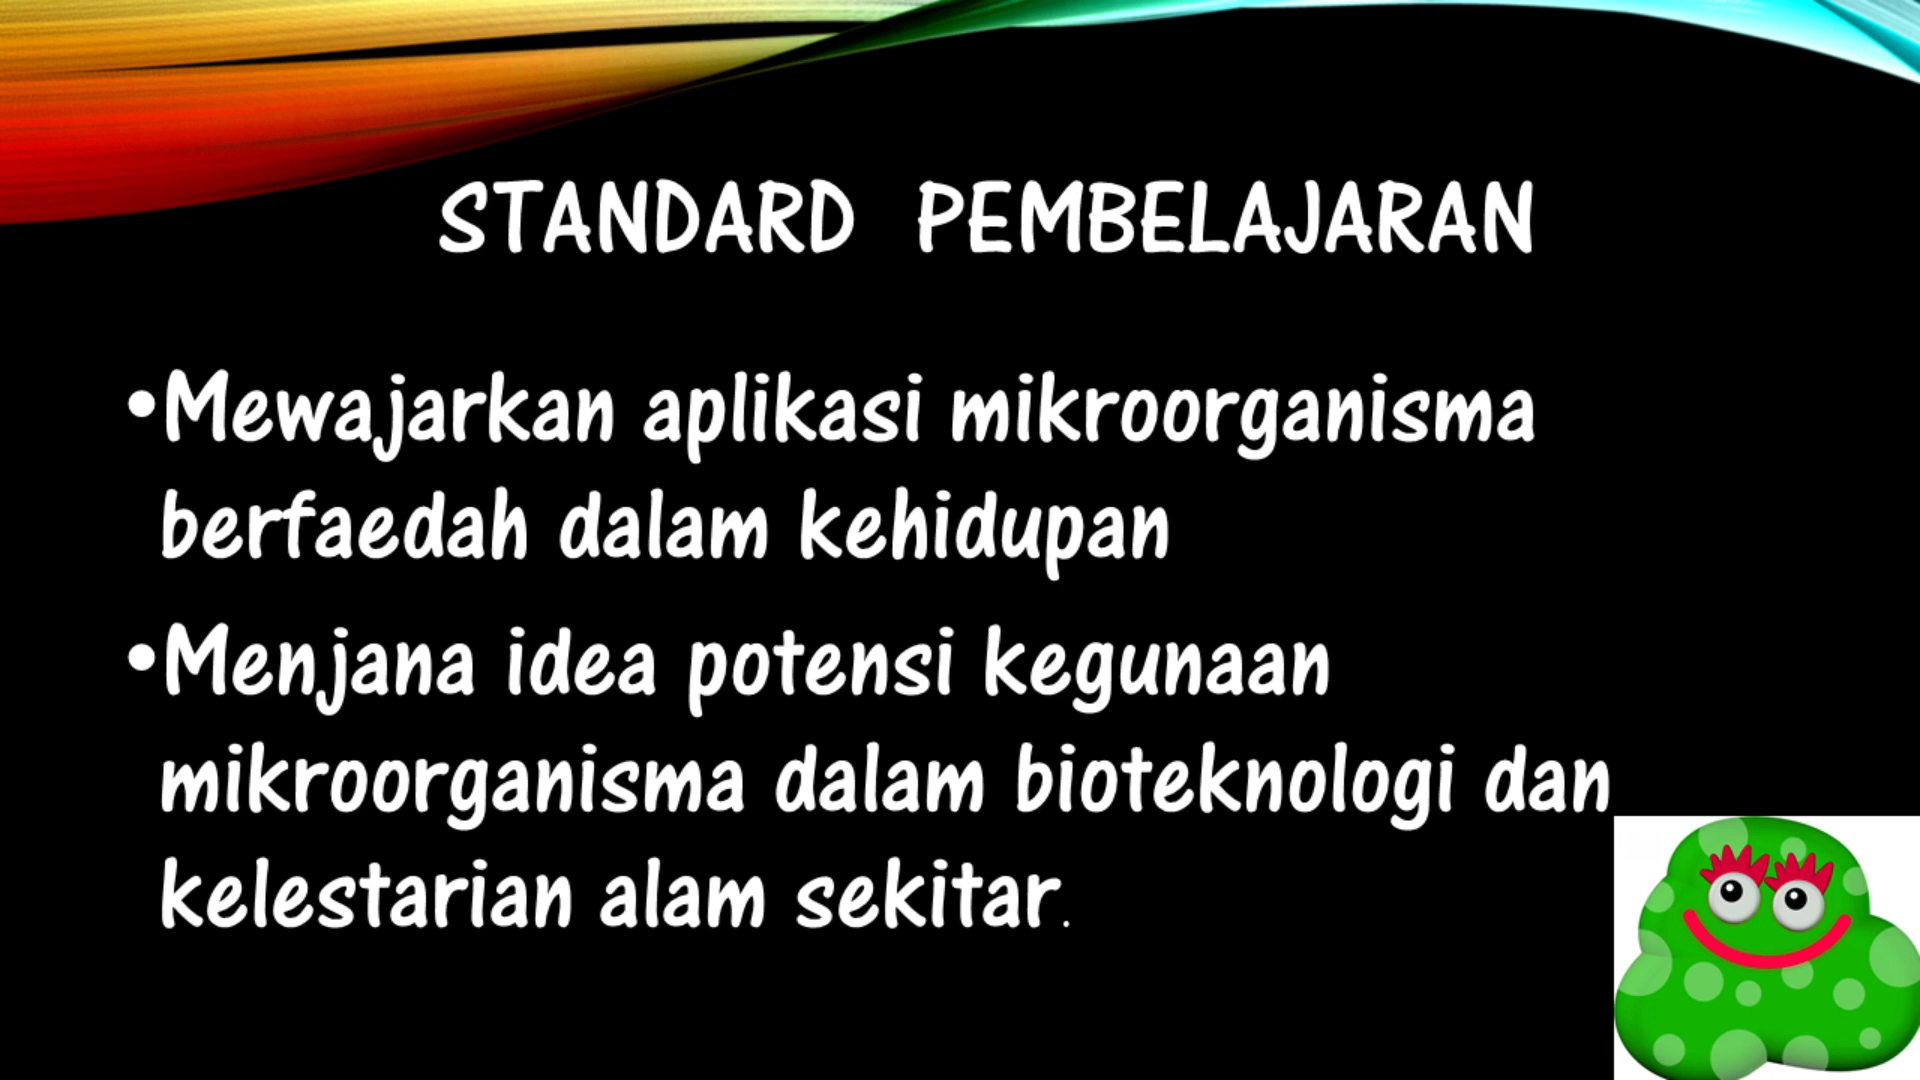 STANDARD PEMBELAJARAN
•Mewajarkan aplikasi mikroorganisma
berfaedah dalam kehidupan
•Menjana idea potensi kegunaan
mikroorganisma dalam bioteknologi dan
kelestarian alam sekitar.